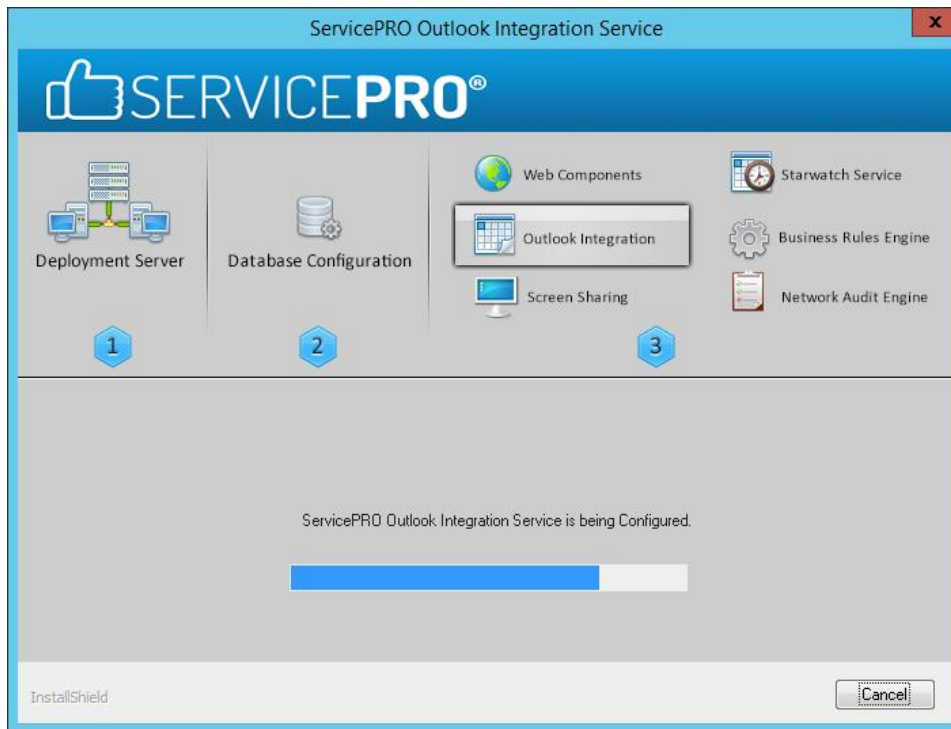 ServicePRO Outlook Integration Service
x
SERVICEPRO®
Deployment Server
1
Database Configuration
2
Web Components
Outlook Integration
Screen Sharing
Starwatch Service
Business Rules Engine
Network Audit Engine
3
ServicePRO Outlook Integration Service is being Configured.
InstallShield
Cancel